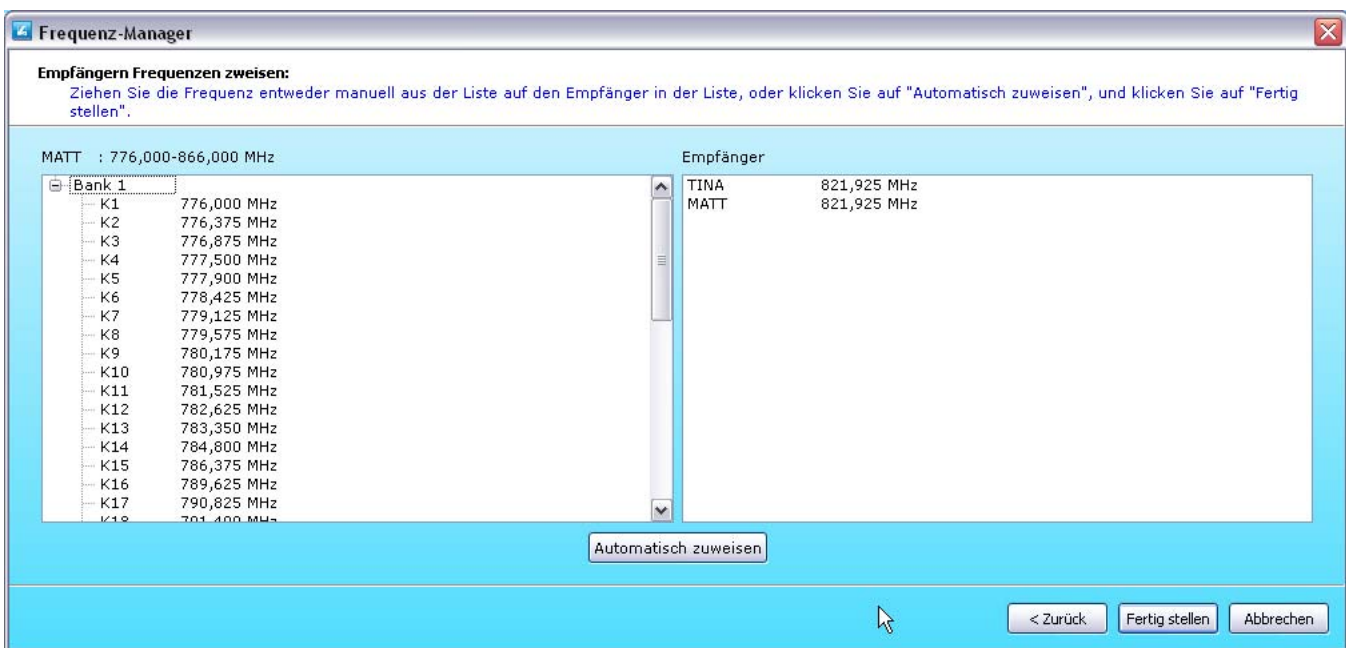 Frequenz-Manager
Empfängern Frequenzen zweisen:
Ziehen Sie die Frequenz entweder manuell aus der Liste auf den Empfänger in der Liste, oder klicken Sie auf "Automatisch zuweisen", und klicken Sie auf "Fertig
stellen".
MATT : 776,000-866,000 MHz
Bank 1
K1 776,000 MHz
K2 776,375 MHz
K3 776,875 MHz
K4 777,500 MHz
K5 777,900 MHz
K6 778,425 MHz
K7 779,125 MHz
K8 779,575 MHz
K9 780,175 MHz
K10 780,975 MHz
K11 781,525 MHz
K12 782,625 MHz
K13 783,350 MHz
K14 784,800 MHz
K15 786,375 MHz
K16 789,625 MHz
K17 790,825 MHz
K18 791,400 MHz
Empfänger
TINA 821,925 MHz
MATT 821,925 MHz
Automatisch zuweisen
< Zurück
Fertig stellen
Abbrechen